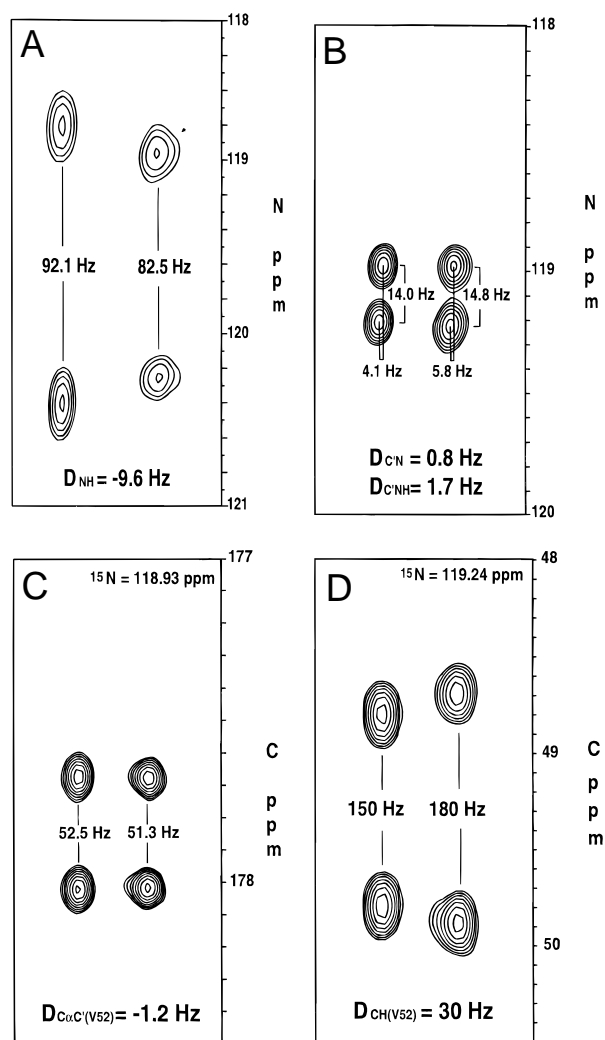 A
118
119
120
121
N
p
p
m
92.1 Hz
82.5 Hz
D NH = -9.6 Hz
B
118
119
120
N
p
p
m
14.0 Hz
14.8 Hz
4.1 Hz
5.8 Hz
D C'N = 0.8 Hz
D C'NH= 1.7 Hz
C
15N = 118.93 ppm
177
178
C
p
p
m
52.5 Hz
51.3 Hz
D CαC'(V52) = -1.2 Hz
D
15N = 119.24 ppm
48
49
50
C
p
p
m
150 Hz
180 Hz
D CH(V52) = 30 Hz